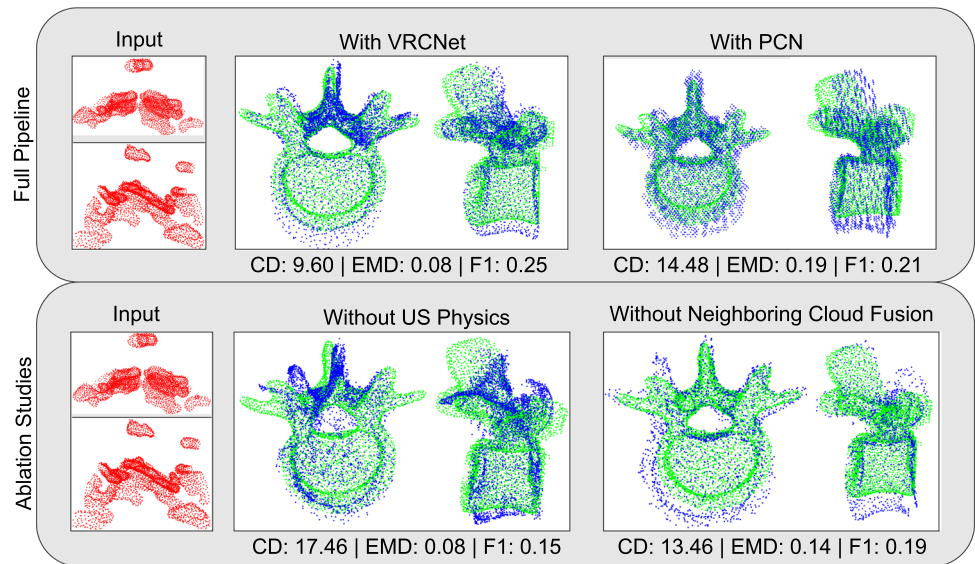 Full Pipeline
Input
With VRCNet
With PCN
CD: 9.60 | EMD: 0.08 | F1: 0.25
CD: 14.48 | EMD: 0.19 | F1: 0.21
Ablation Studies
Input
Without US Physics
Without Neighboring Cloud Fusion
CD: 17.46 | EMD: 0.08 | F1: 0.15
CD: 13.46 | EMD: 0.14 | F1: 0.19